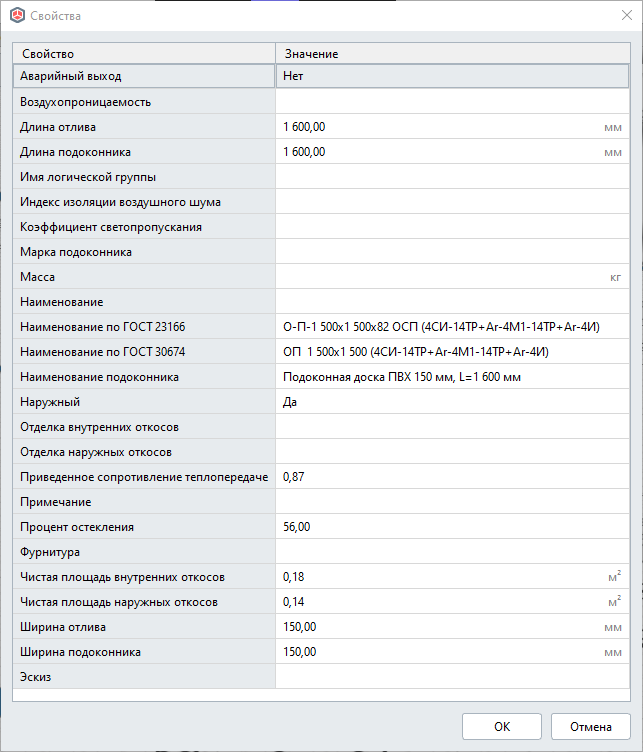 Свойства
Свойство Значение
Аварийный выход Нет
Воздухопроницаемость
Длина отлива 1 600,00 мм
Длина подоконника 1 600,00 мм
Имя логической группы
Индекс изоляции воздушного шума
Коэффициент светопропускания
Марка подоконника
Масса кг
Наименование
Наименование по ГОСТ 23166 О-П-1 500х1 500х82 ОСП (4СИ-14ТР+Ar-4М1-14ТР+Ar-4И)
Наименование по ГОСТ 30674 ОП 1 500х1 500 (4СИ-14ТР+Ar-4М1-14ТР+Ar-4И)
Наименование подоконника Подоконная доска ПВХ 150 мм, L=1 600 мм
Наружный Да
Отделка внутренних откосов
Отделка наружных откосов
Приведенное сопротивление теплопередаче 0,87
Примечание
Процент остекления 56,00
Фурнитура
Чистая площадь внутренних откосов 0,18 м²
Чистая площадь наружных откосов 0,14 м²
Ширина отлива 150,00 мм
Ширина подоконника 150,00 мм
Эскиз
ОК Отмена